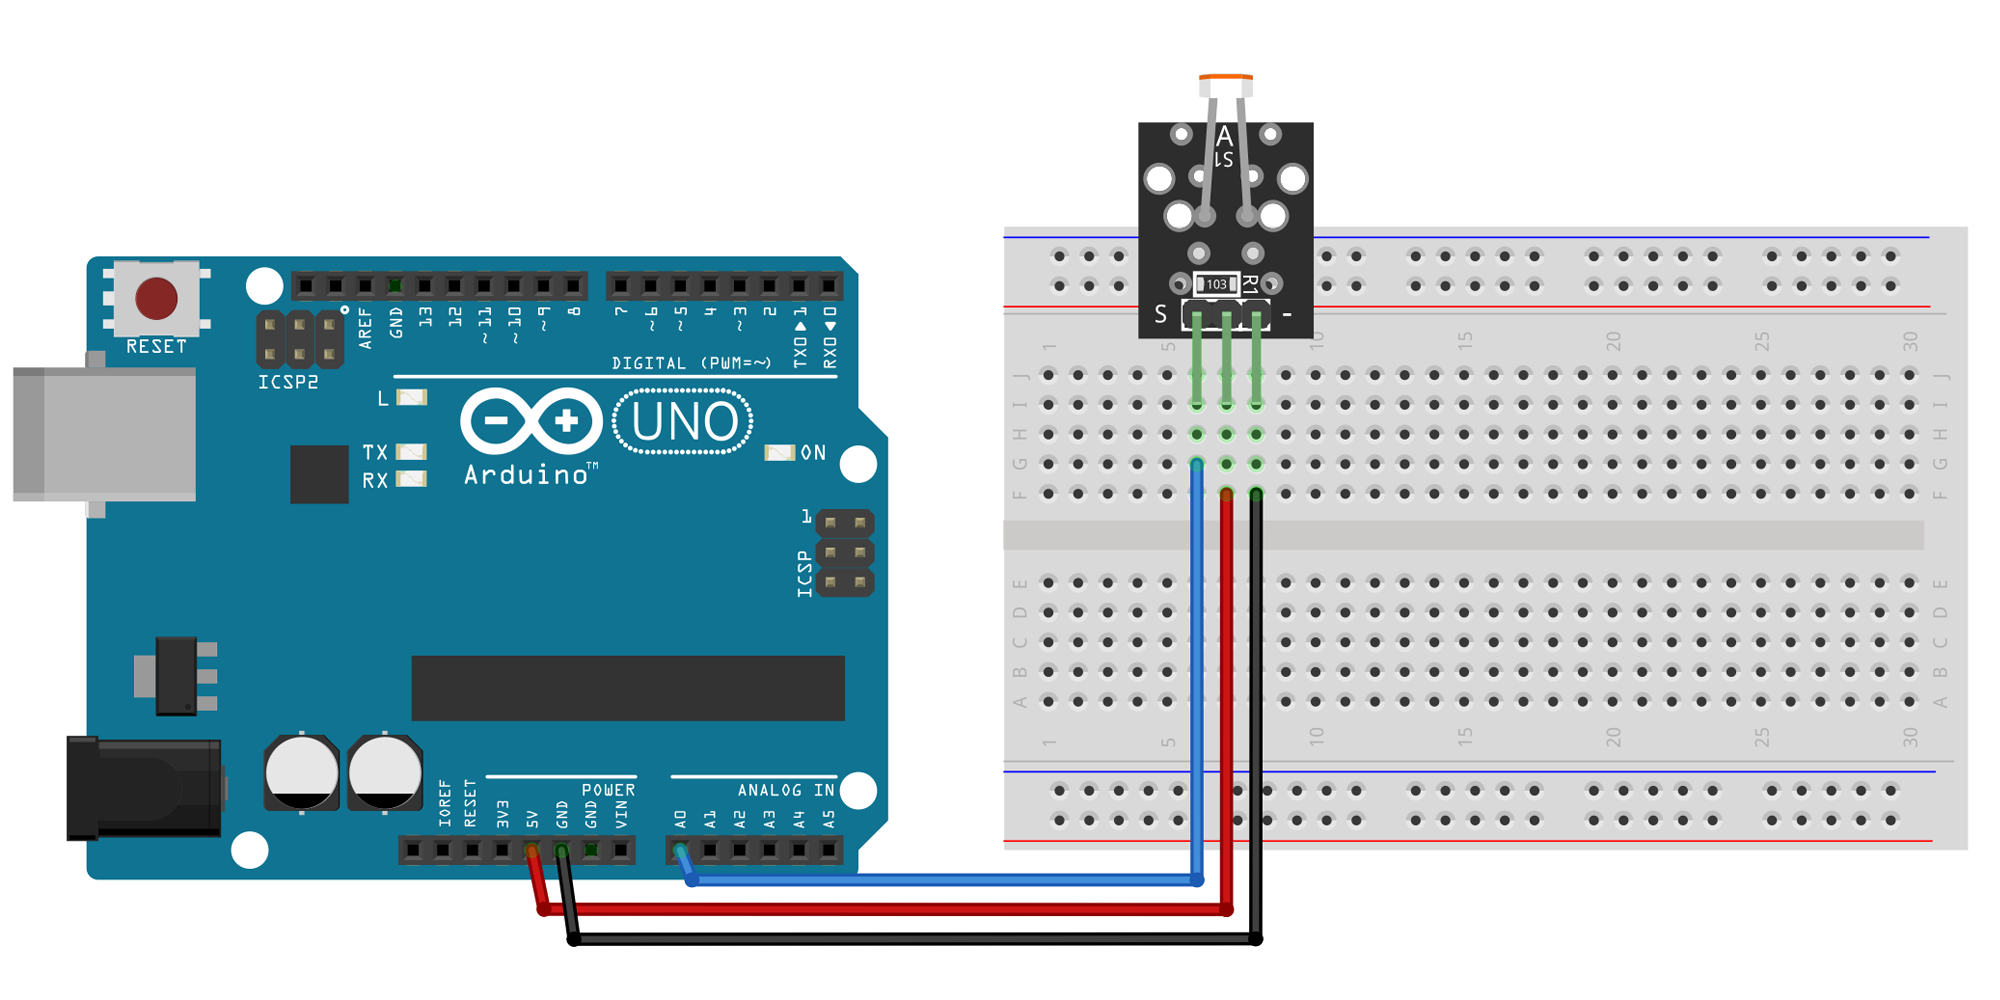 A
S1
103
R1
S
-
RESET
ICSP2
AREF
GND
13
12
~11
~10
~9
8
7
~6
~5
4
~3
2
TX0▶1
RX0◀0
DIGITAL (PWM=~)
L
TX
RX
UNO
Arduino™
ON
1
ICSP
IOREF
RESET
3V3
5V
GND
GND
VIN
POWER
A0
A1
A2
A3
A4
A5
ANALOG IN
1
5
10
15
20
25
30
J
I
H
G
F
E
D
C
B
A
J
I
H
G
F
E
D
C
B
A
1
5
10
15
20
25
30